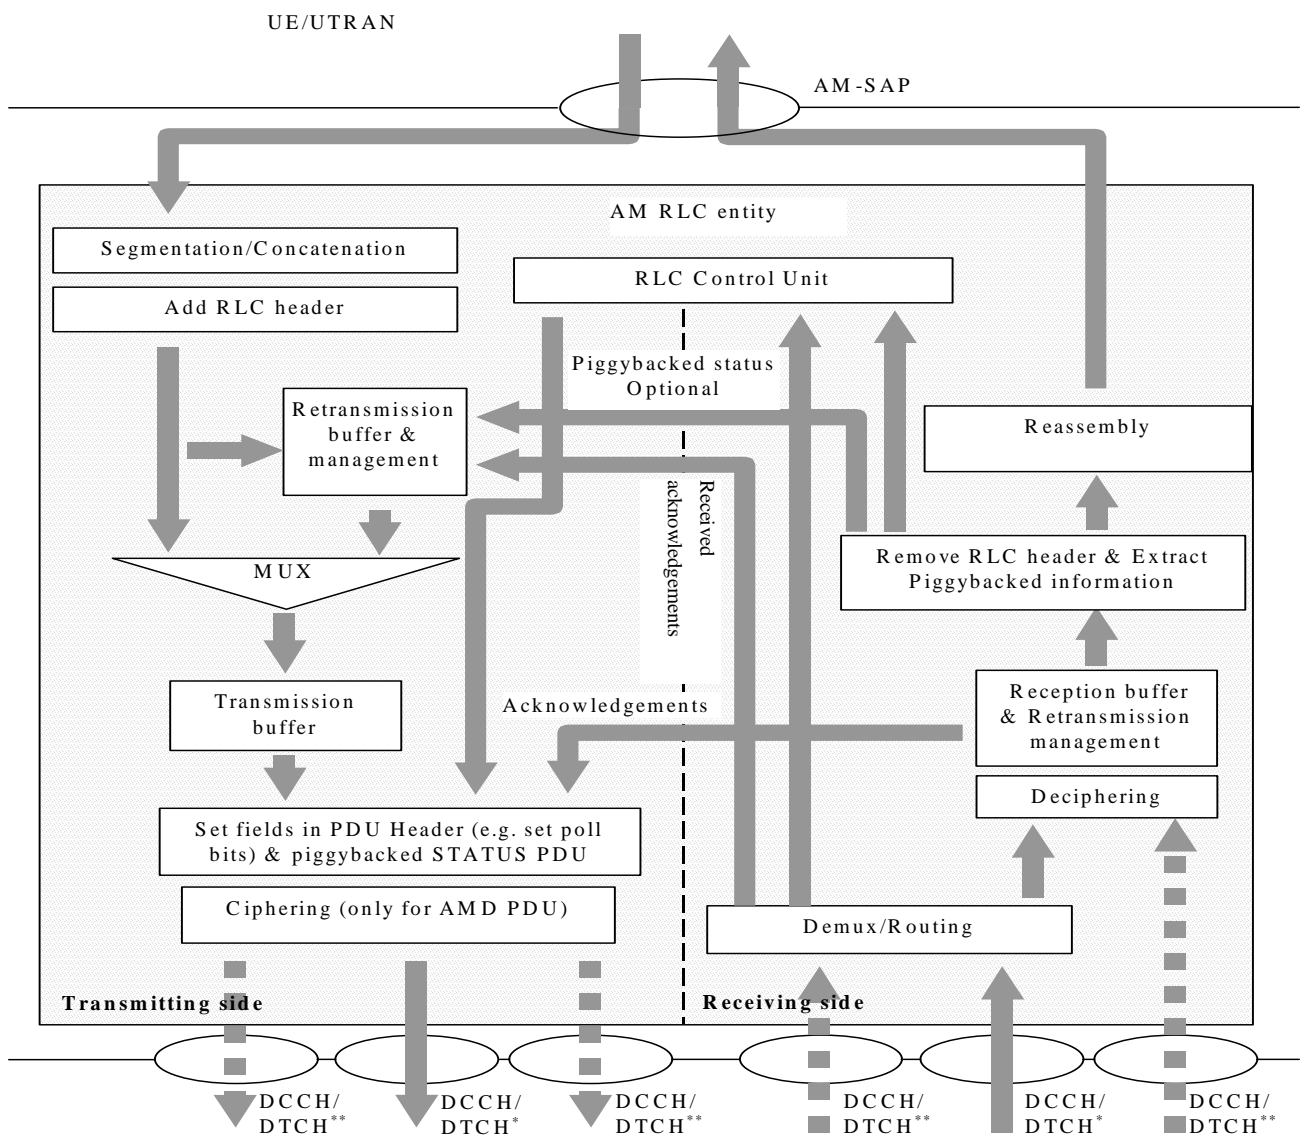 UE/UTRAN
AM-SAP
AM RLC entity
Segmentation/Concatenation
RLC Control Unit
Add RLC header
Piggybacked status
Optional
Retransmission
buffer &
management
Reassembly
Received
acknowledgements
MUX
Remove RLC header & Extract
Piggybacked information
Transmission
buffer
Acknowledgements
Reception buffer
& Retransmission
management
Deciphering
Set fields in PDU Header (e.g. set poll
bits) & piggybacked STATUS PDU
Ciphering (only for AMD PDU)
Demux/Routing
Transmitting side
Receiving side
DCCH/
DTCH**
DCCH/
DTCH*
DCCH/
DTCH**
DCCH/
DTCH**
DCCH/
DTCH*
DCCH/
DTCH**